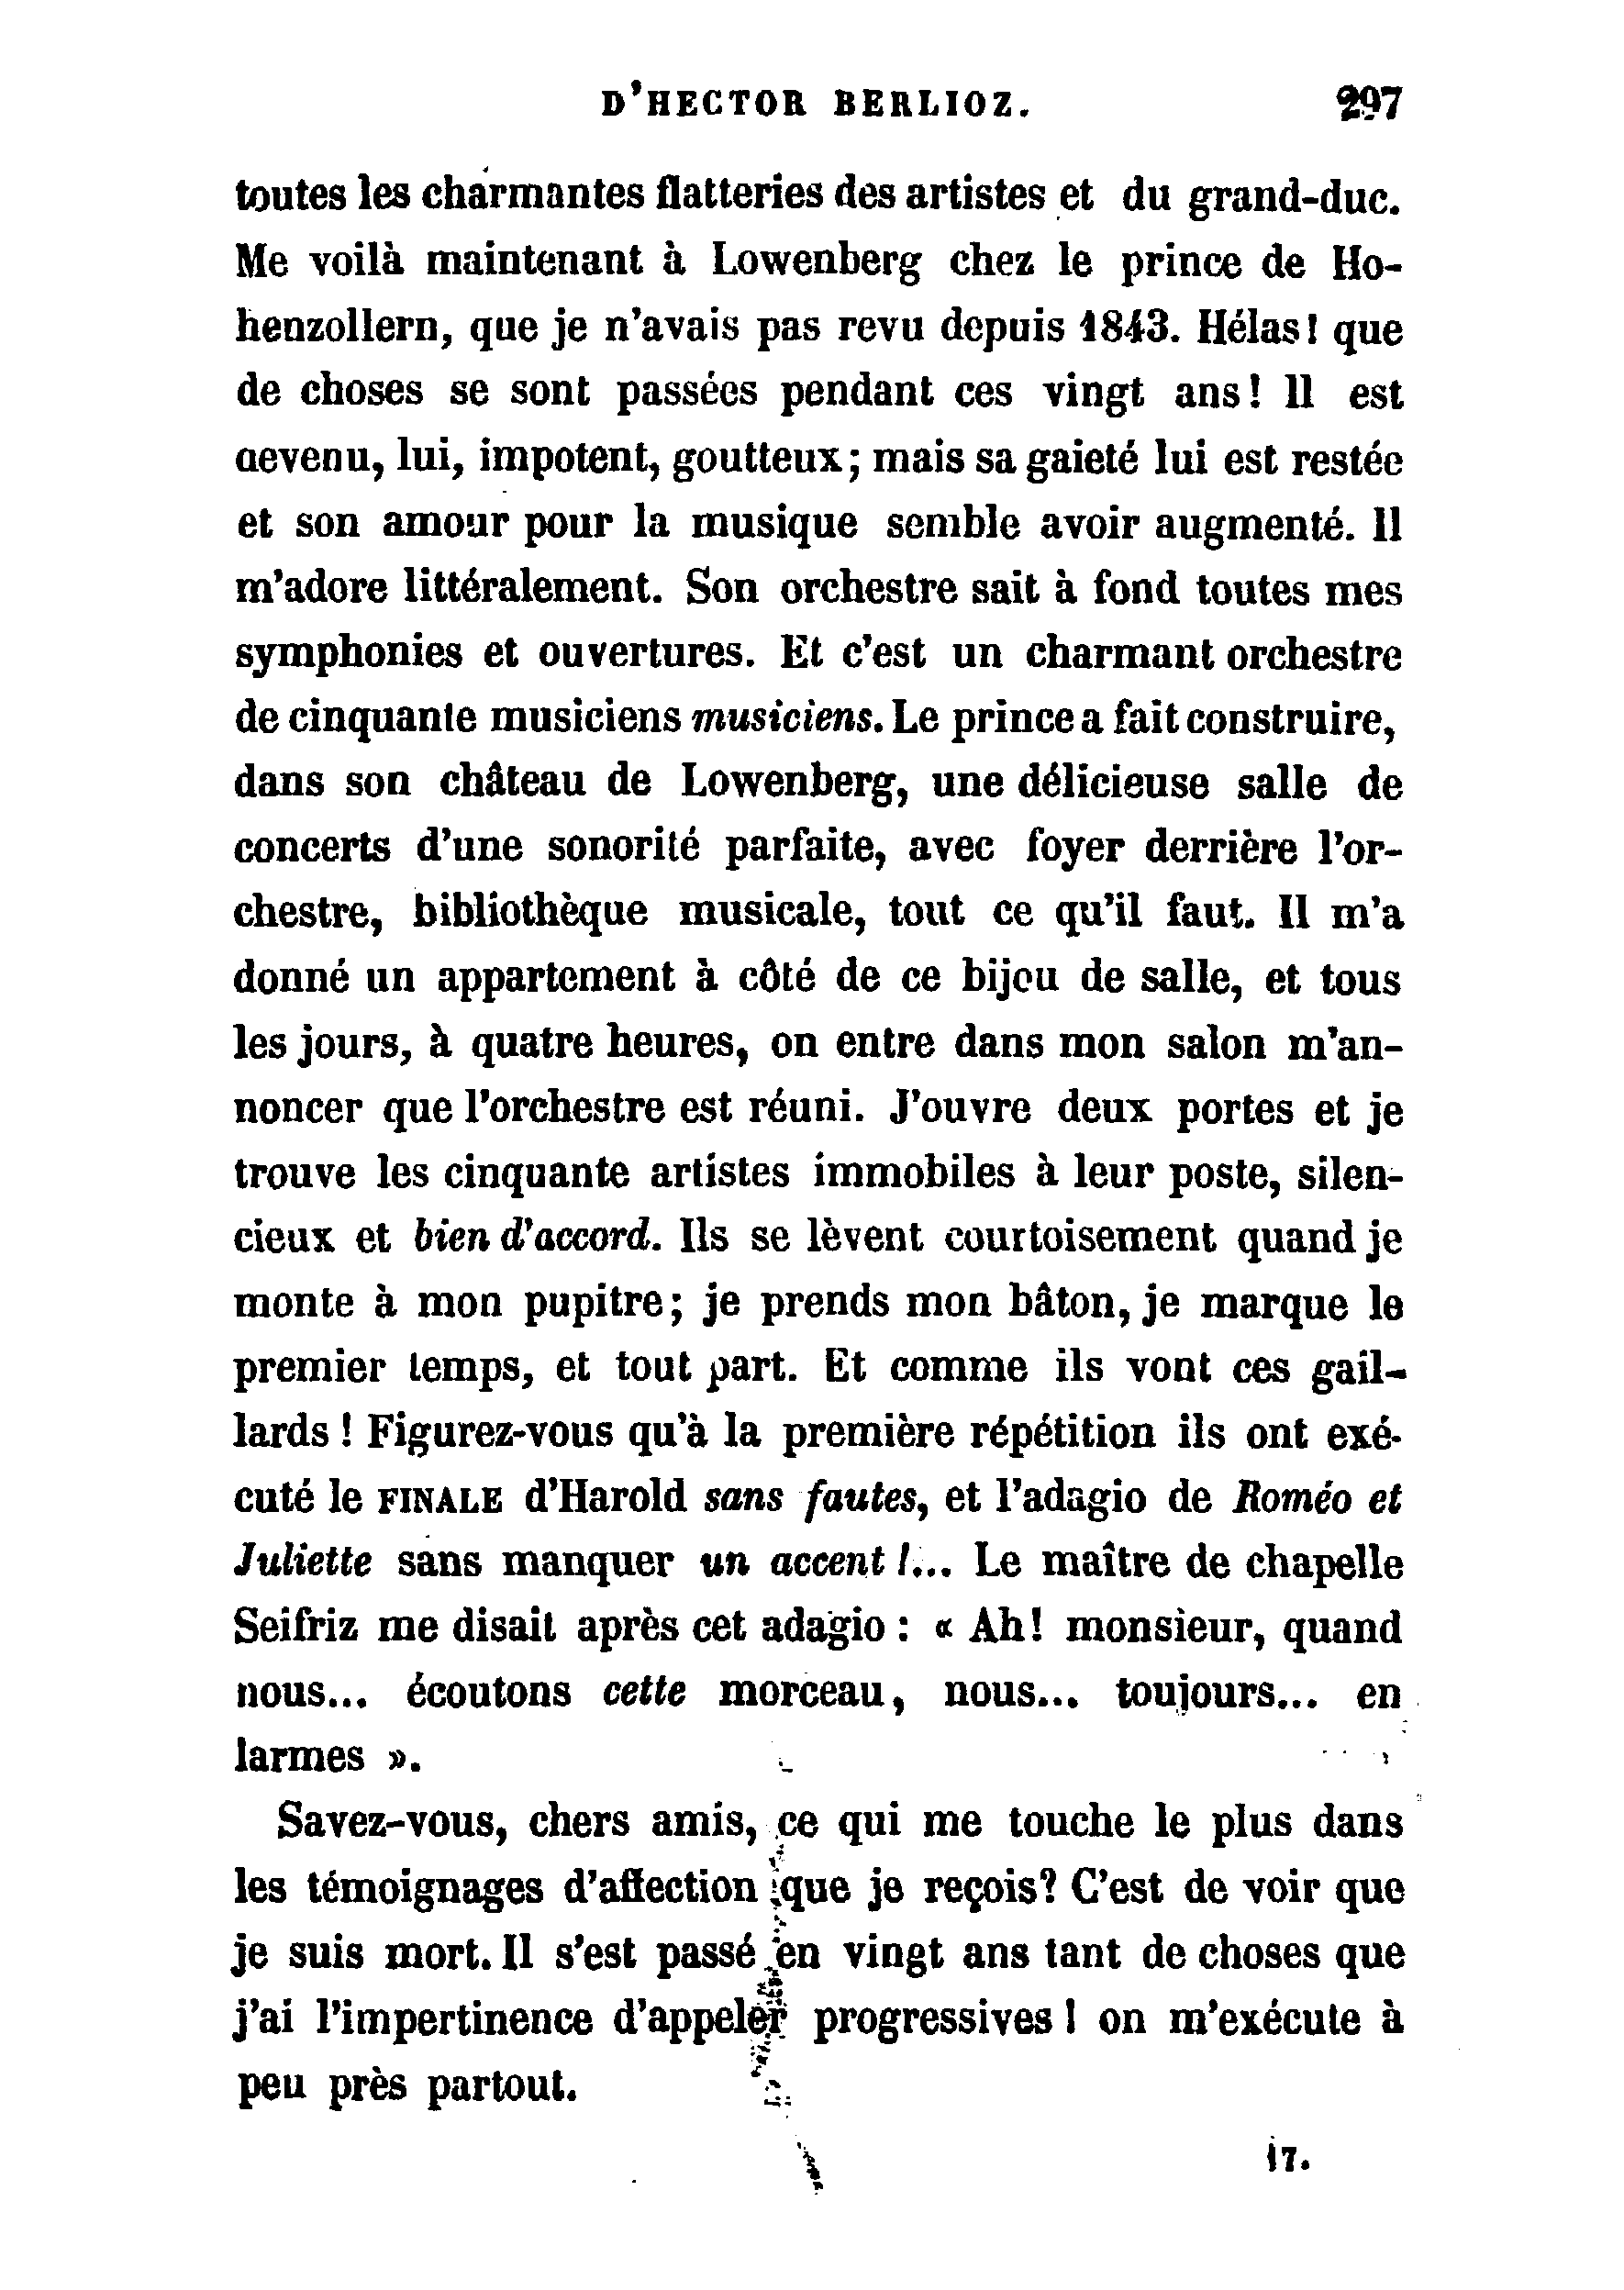 D'HECTOR BERLIOZ. 297
toutes les charmantes flatteries des artistes et du grand-duc.
Me voilà maintenant à Lowenberg chez le prince de Ho-
henzollern, que je n'avais pas revu depuis 1843. Hélas! que
de choses se sont passées pendant ces vingt ans! Il est
devenu, lui, impotent, goutteux; mais sa gaieté lui est restée
et son amour pour la musique semble avoir augmenté. Il
m'adore littéralement. Son orchestre sait à fond toutes mes
symphonies et ouvertures. Et c'est un charmant orchestre
de cinquante musiciens musiciens. Le prince a fait construire,
dans son château de Lowenberg, une délicieuse salle de
concerts d'une sonorité parfaite, avec foyer derrière l'or-
chestre, bibliothèque musicale, tout ce qu'il faut. Il m'a
donné un appartement à côté de ce bijou de salle, et tous
les jours, à quatre heures, on entre dans mon salon m'an-
noncer que l'orchestre est réuni. J'ouvre deux portes et je
trouve les cinquante artistes immobiles à leur poste, silen-
cieux et bien d'accord. Ils se lèvent courtoisement quand je
monte à mon pupitre; je prends mon bâton, je marque le
premier temps, et tout part. Et comme ils vont ces gail-
lards ! Figurez-vous qu'à la première répétition ils ont exé-
cuté le FINALE d'Harold sans fautes, et l'adagio de Roméo et
Juliette sans manquer un accent !... Le maître de chapelle
Seifriz me disait après cet adagio : « Ah! monsieur, quand
nous... écoutons cette morceau, nous... toujours... en
larmes ».
Savez-vous, chers amis, ce qui me touche le plus dans
les témoignages d'affection que je reçois? C'est de voir que
je suis mort. Il s'est passé en vingt ans tant de choses que
j'ai l'impertinence d'appeler progressives ! on m'exécute à
peu près partout.
17.